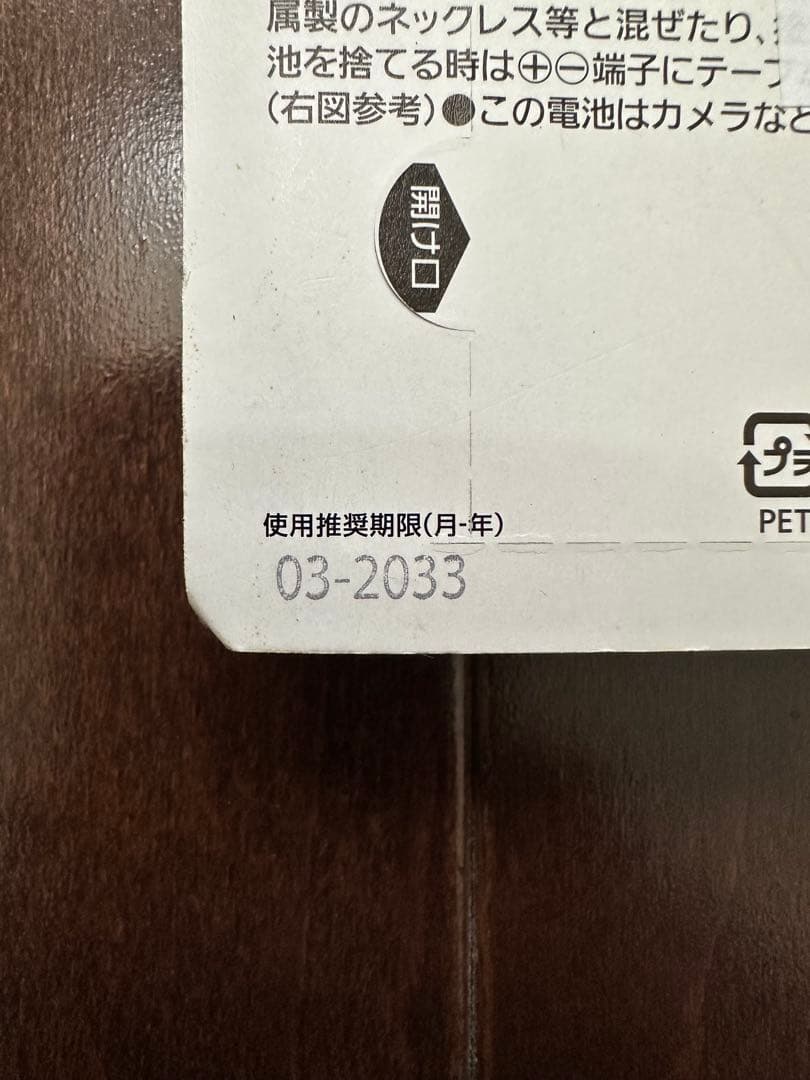 属製のネックレス等と混ぜたり、
池を捨てる時は⊕⊖端子にテープ
(右図参考)●この電池はカメラなど
開け口
プラ
PET
使用推奨期限(月-年)
03-2033